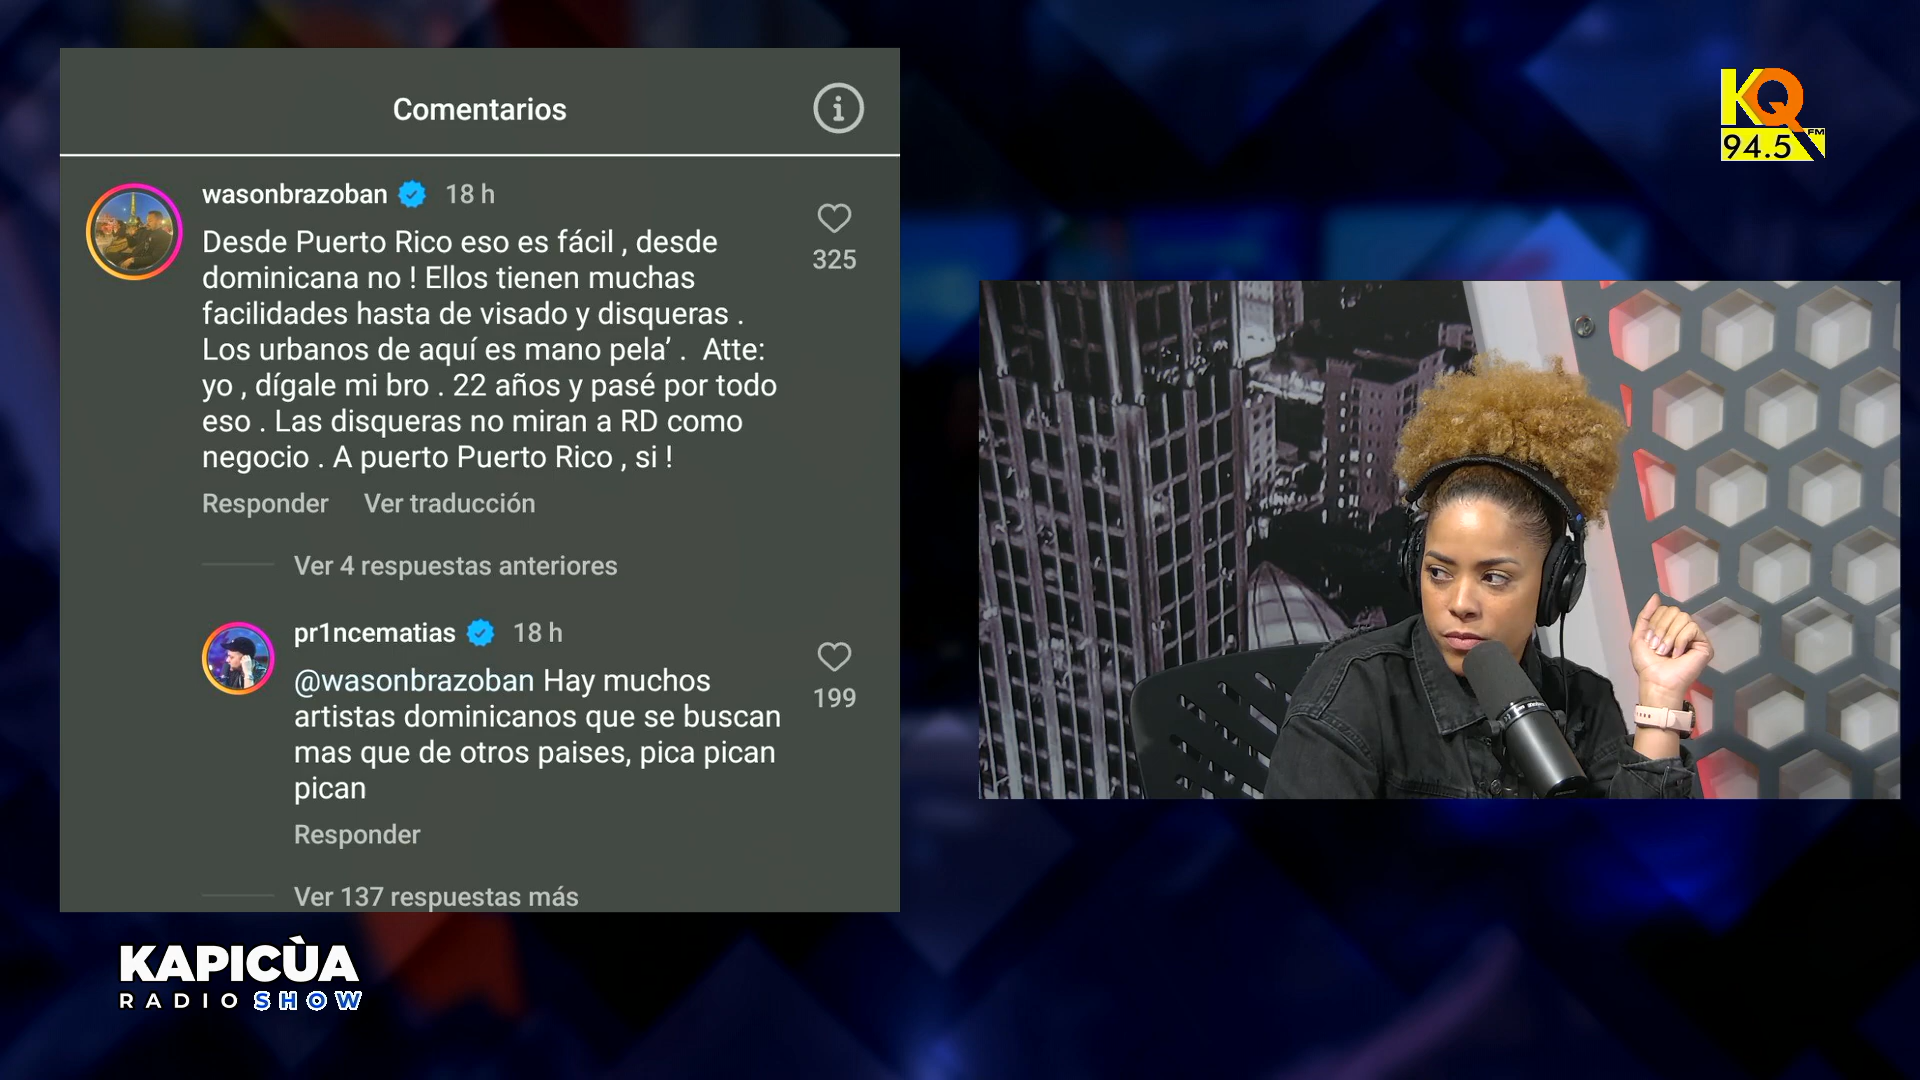 Comentarios
wasonbrazoban 18 h
Desde Puerto Rico eso es fácil , desde
dominicana no ! Ellos tienen muchas
facilidades hasta de visado y disqueras .
Los urbanos de aquí es mano pela’ .  Atte:
yo , dígale mi bro . 22 años y pasé por todo
eso . Las disqueras no miran a RD como
negocio . A puerto Puerto Rico , si !
325
Responder Ver traducción
Ver 4 respuestas anteriores
pr1ncematias 18 h
@wasonbrazoban Hay muchos
artistas dominicanos que se buscan
mas que de otros paises, pica pican
pican
199
Responder
Ver 137 respuestas más
KQ
FM
94.5
KAPICÙA
RADIO SHOW